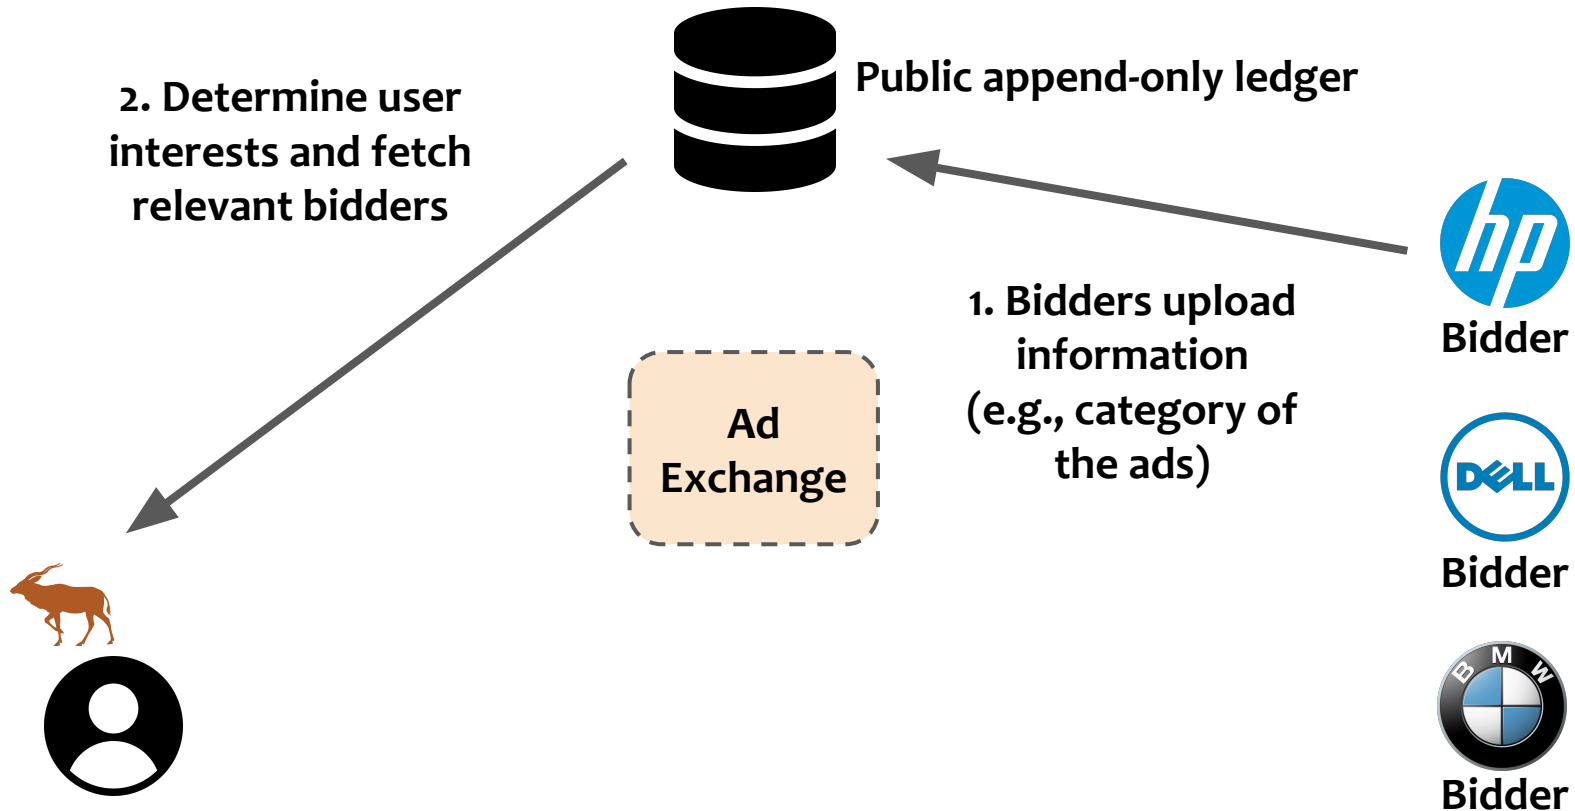 Public append-only ledger
2. Determine user
interests and fetch
relevant bidders
hp
Bidder
1. Bidders upload
information
(e.g., category of
the ads)
Ad
Exchange
DELL
Bidder
BMW
Bidder